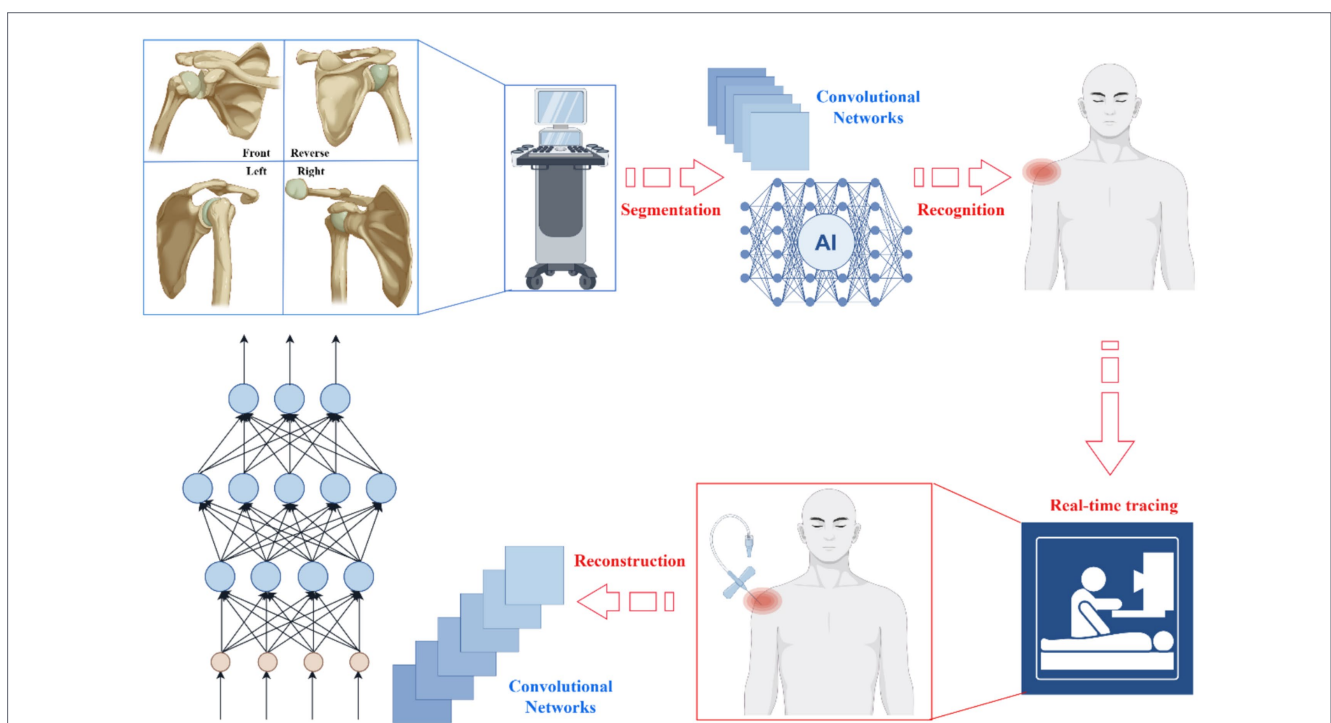 Front
Reverse
Left
Right
Segmentation
Convolutional
Networks
AI
Recognition
Real-time tracing
Reconstruction
Convolutional
Networks